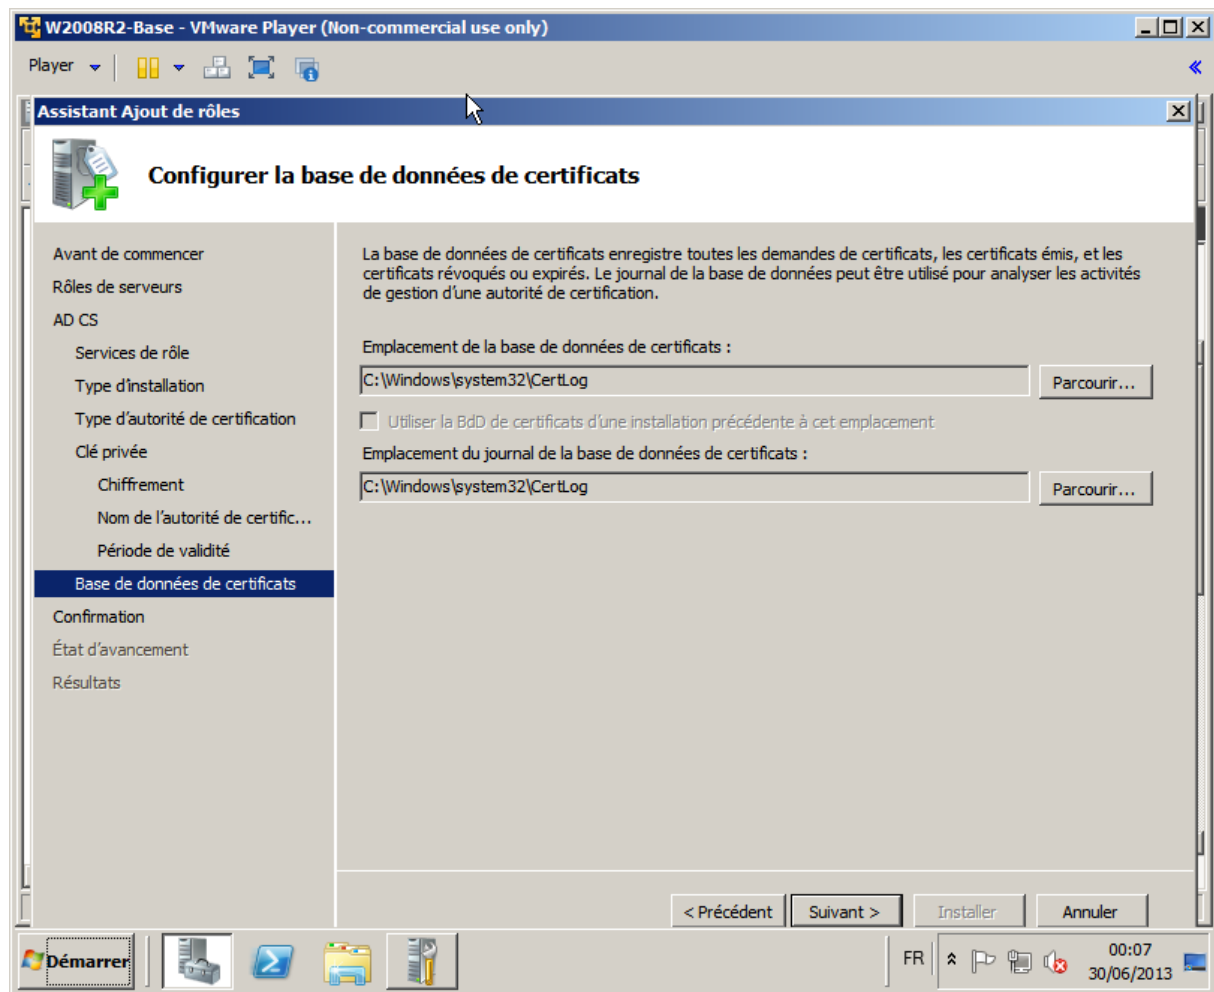 W2008R2-Base - VMware Player (Non-commercial use only)
Player
Assistant Ajout de rôles
Configurer la base de données de certificats
Avant de commencer
Rôles de serveurs
AD CS
Services de rôle
Type d'installation
Type d'autorité de certification
Clé privée
Chiffrement
Nom de l'autorité de certific...
Période de validité
Base de données de certificats
Confirmation
État d'avancement
Résultats
La base de données de certificats enregistre toutes les demandes de certificats, les certificats émis, et les
certificats révoqués ou expirés. Le journal de la base de données peut être utilisé pour analyser les activités
de gestion d'une autorité de certification.
Emplacement de la base de données de certificats :
C:\Windows\system32\CertLog
Parcourir...
Utiliser la BdD de certificats d'une installation précédente à cet emplacement
Emplacement du journal de la base de données de certificats :
C:\Windows\system32\CertLog
Parcourir...
< Précédent
Suivant >
Installer
Annuler
Démarrer
FR
00:07
30/06/2013